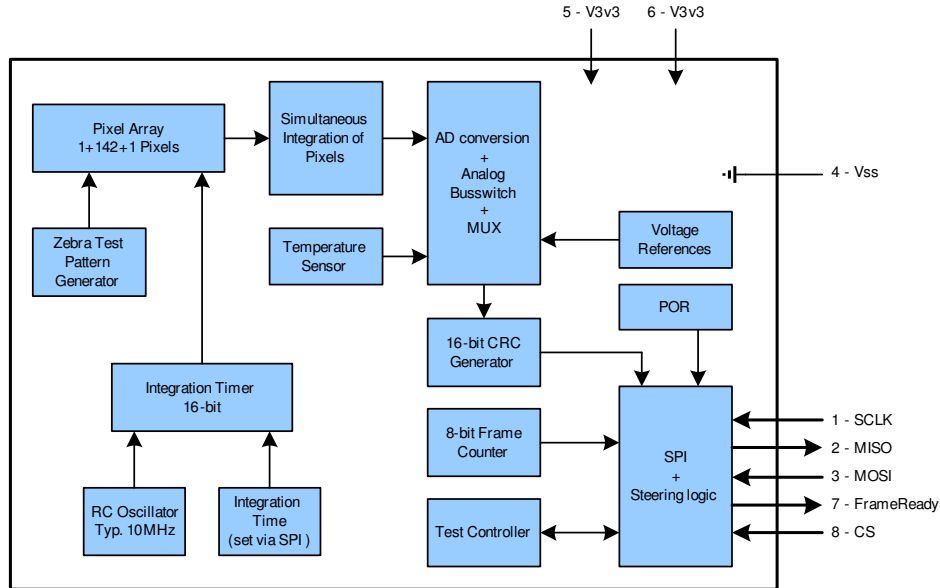 5 - V3v3
6 - V3v3
Pixel Array
1+142+1 Pixels
Simultaneous
Integration of
Pixels
AD conversion
+
Analog
Busswitch
+
MUX
4 - Vss
Zebra Test
Pattern
Generator
Temperature
Sensor
Voltage
References
POR
16-bit CRC
Generator
Integration Timer
16-bit
8-bit Frame
Counter
SPI
+
Steering logic
1 - SCLK
2 - MISO
3 - MOSI
7 - FrameReady
8 - CS
RC Oscillator
Typ. 10MHz
Integration
Time
(set via SPI )
Test Controller